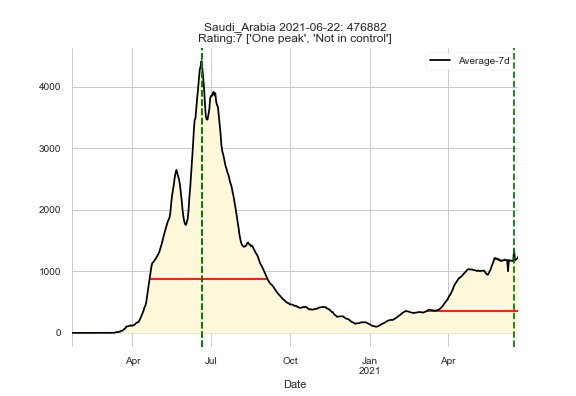 Saudi_Arabia 2021-06-22: 476882
Rating:7 ['One peak', 'Not in control']
Average-7d
4000
3000
2000
1000
0
Apr
Jul
Oct
Jan
2021
Apr
Date